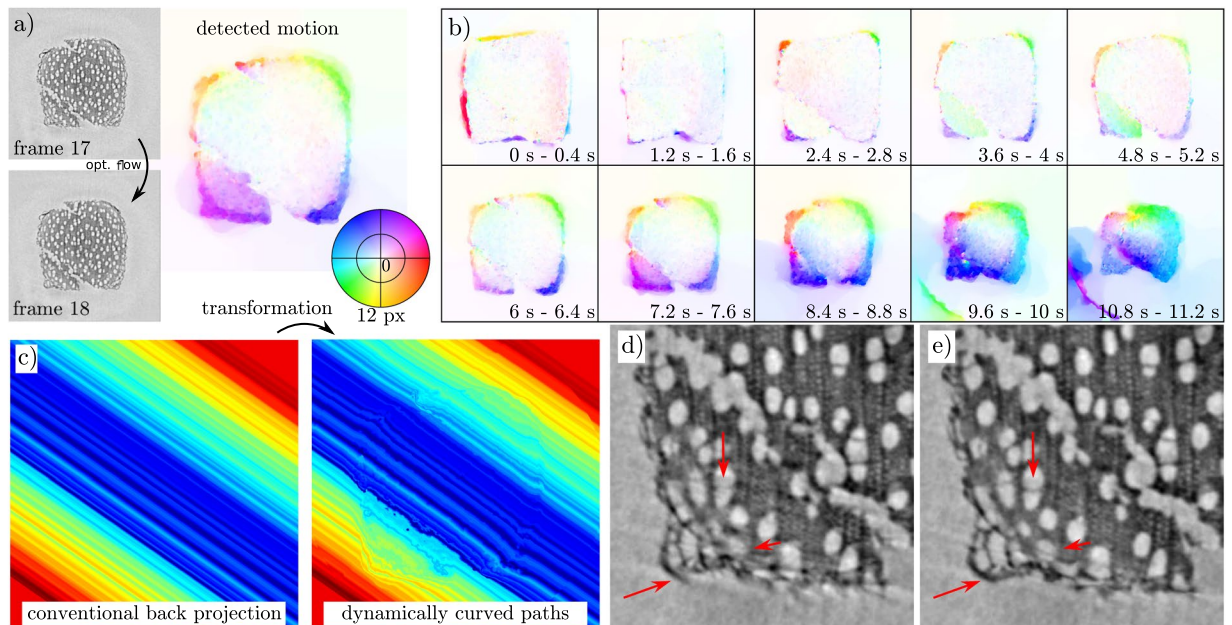 a)
detected motion
frame 17
opt. flow
frame 18
0
12 px
transformation
b)
0 s - 0.4 s
1.2 s - 1.6 s
2.4 s - 2.8 s
3.6 s - 4 s
4.8 s - 5.2 s
6 s - 6.4 s
7.2 s - 7.6 s
8.4 s - 8.8 s
9.6 s - 10 s
10.8 s - 11.2 s
c)
conventional back projection
dynamically curved paths
d)
e)